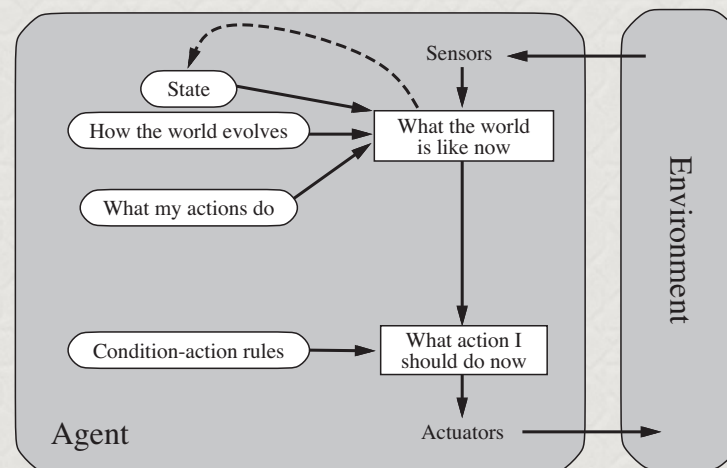 Sensors
State
How the world evolves
What the world
is like now
What my actions do
Environment
Condition-action rules
What action I
should do now
Agent
Actuators